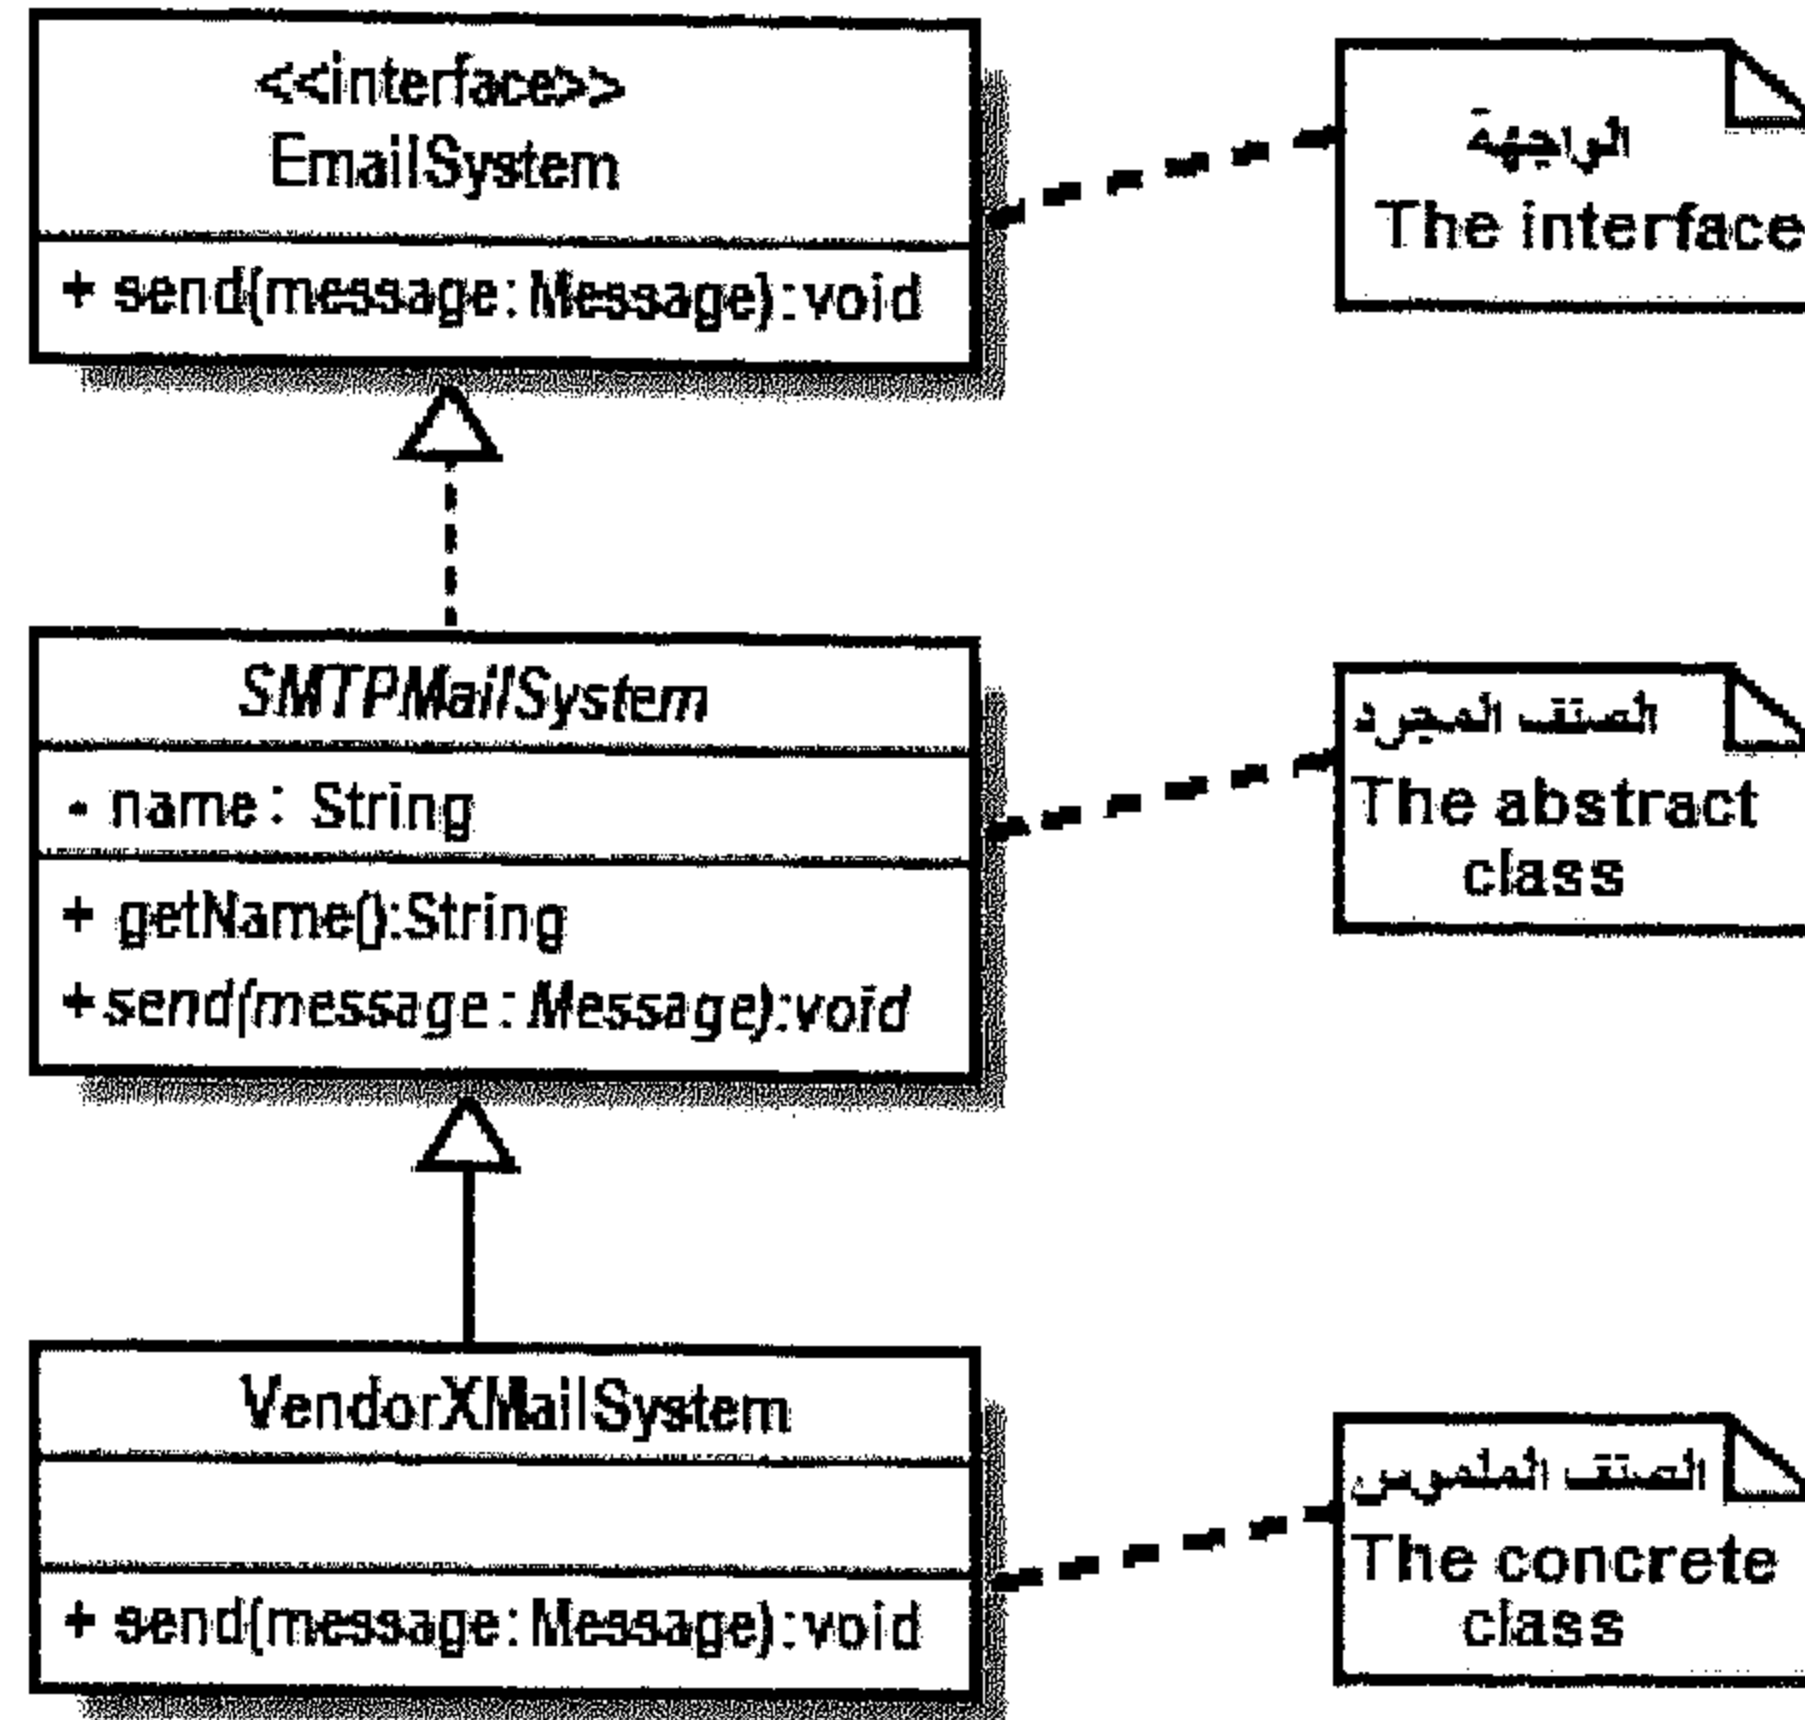 <<interface>>
EmailSystem
+ send(message: Message): void
الواجهة
The interface
SMTPMailSystem
- name: String
+ getName():String
+ send(message: Message):void
الصنف المجرد
The abstract
class
VendorXMailSystem
+ send(message: Message): void
الصنف الملموس
The concrete
class